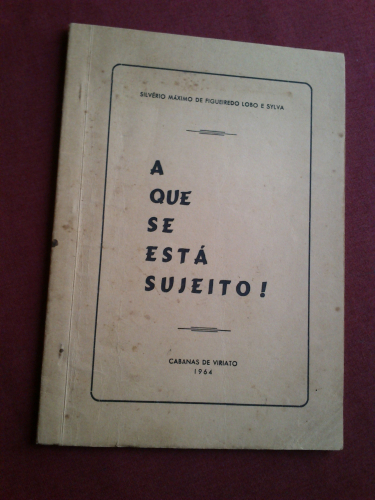 SILVÉRIO MÁXIMO DE FIGUEIREDO LOBO E SYLVA
A
QUE
SE
ESTÁ
SUJEITO!
CABANAS DE VIRIATO
1964